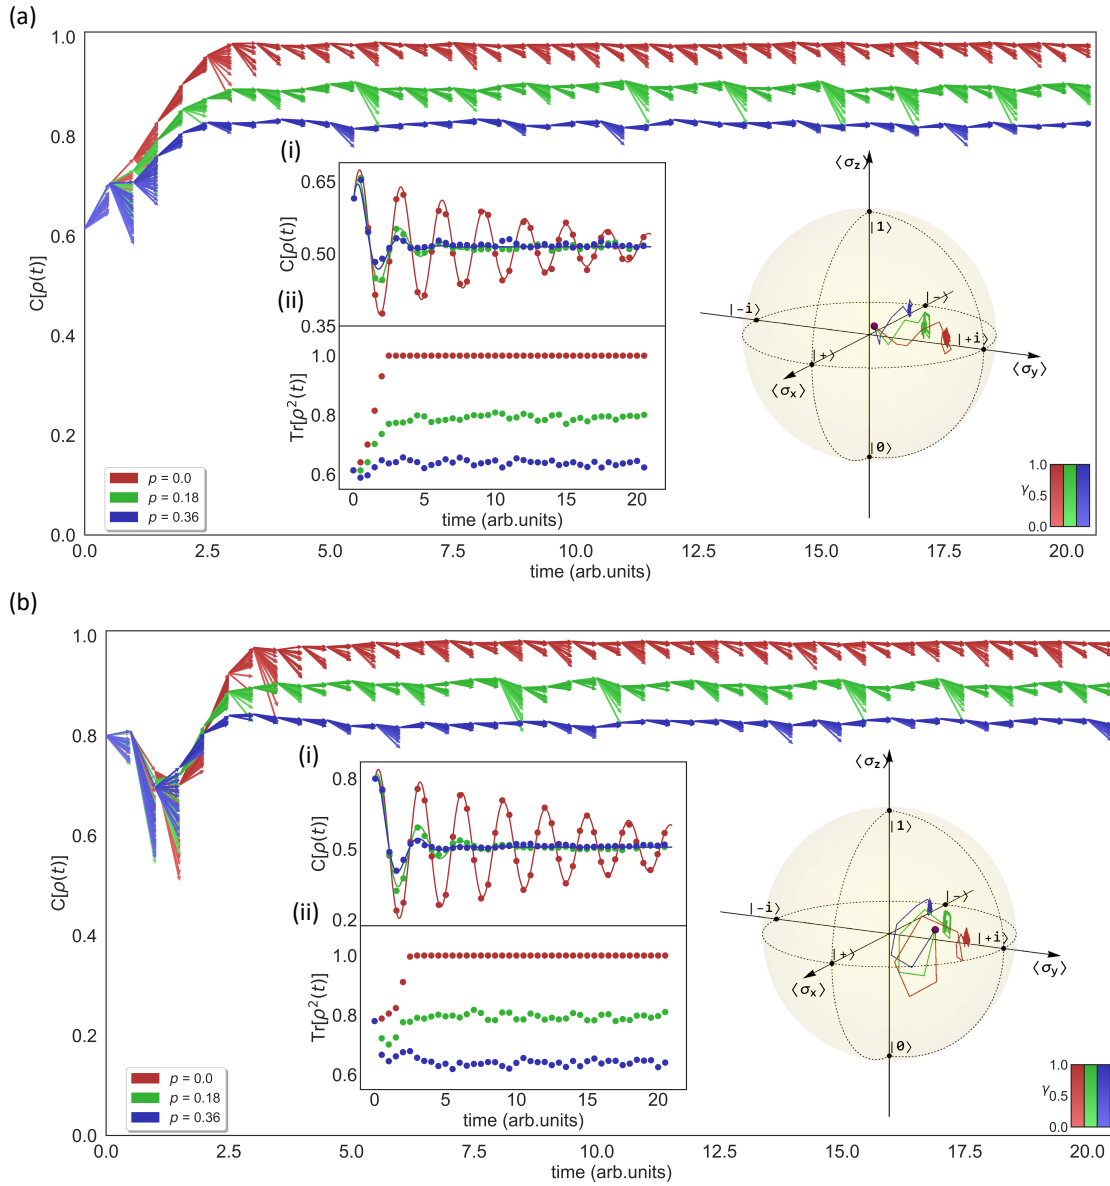 (a)
1.0
0.8
0.6
0.4
0.2
0.0
C[ρ(t)]
(i)
0.65
0.50
0.35
C[ρ(t)]
(ii)
1.0
0.8
0.6
Tr[ρ²(t)]
0 5 10 15 20
time (arb.units)
⟨σz⟩
|1⟩
|−⟩
|−i⟩
|+⟩
|+i⟩
⟨σx⟩
⟨σy⟩
|0⟩
p = 0.0
p = 0.18
p = 0.36
γ
1.0
0.5
0.0
0.0 2.5 5.0 7.5 10.0 12.5 15.0 17.5 20.0
time (arb.units)
(b)
1.0
0.8
0.6
0.4
0.2
0.0
C[ρ(t)]
(i)
0.8
0.5
0.2
C[ρ(t)]
(ii)
1.0
0.8
0.6
Tr[ρ²(t)]
0 5 10 15 20
time (arb.units)
⟨σz⟩
|1⟩
|−⟩
|−i⟩
|+⟩
|+i⟩
⟨σx⟩
⟨σy⟩
|0⟩
p = 0.0
p = 0.18
p = 0.36
γ
1.0
0.5
0.0
0.0 2.5 5.0 7.5 10.0 12.5 15.0 17.5 20.0
time (arb.units)